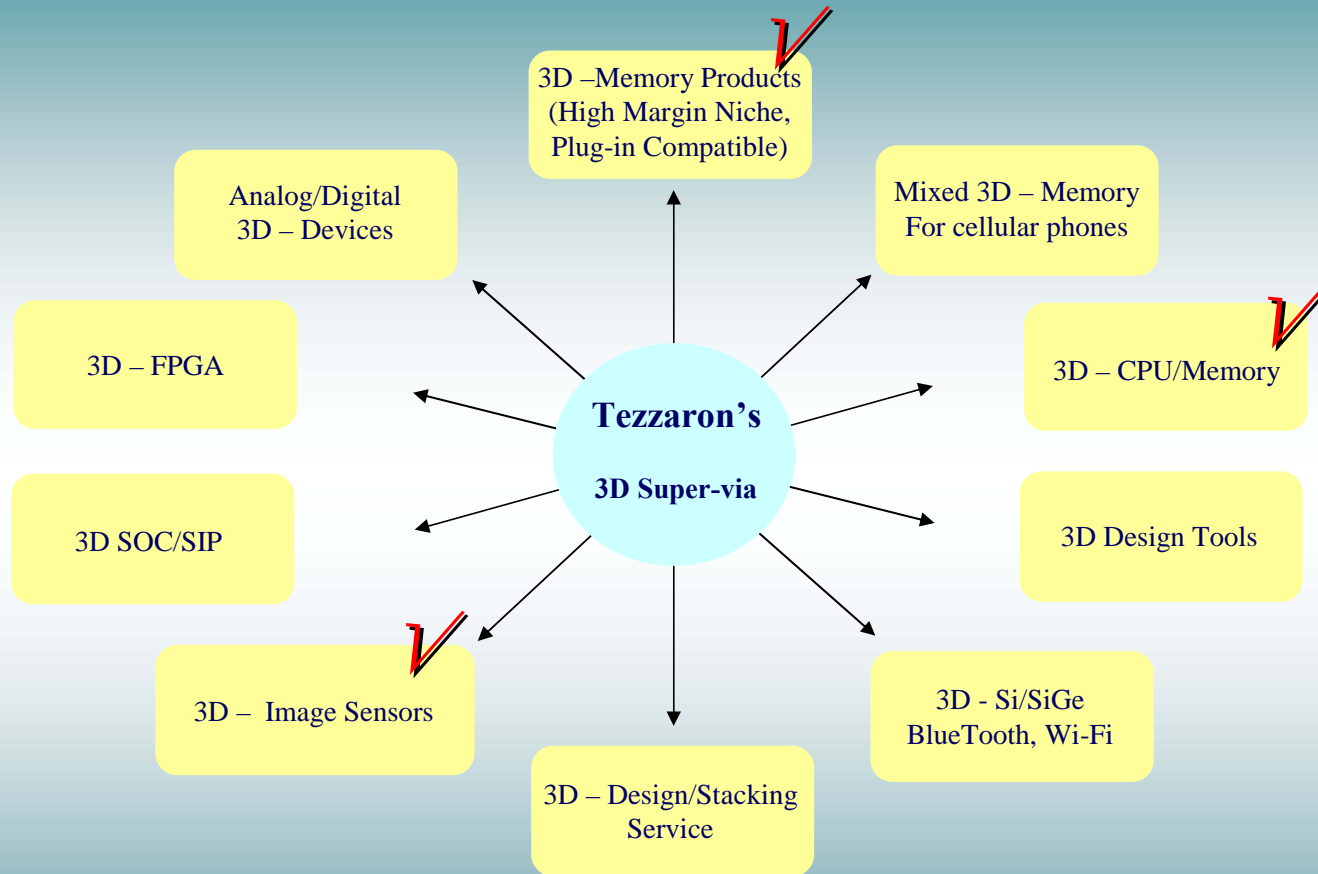 3D –Memory Products
(High Margin Niche,
Plug-in Compatible)
Analog/Digital
3D – Devices
Mixed 3D – Memory
For cellular phones
3D – FPGA
3D – CPU/Memory
Tezzaron’s
3D Super-via
3D SOC/SIP
3D Design Tools
3D – Image Sensors
3D - Si/SiGe
BlueTooth, Wi-Fi
3D – Design/Stacking
Service